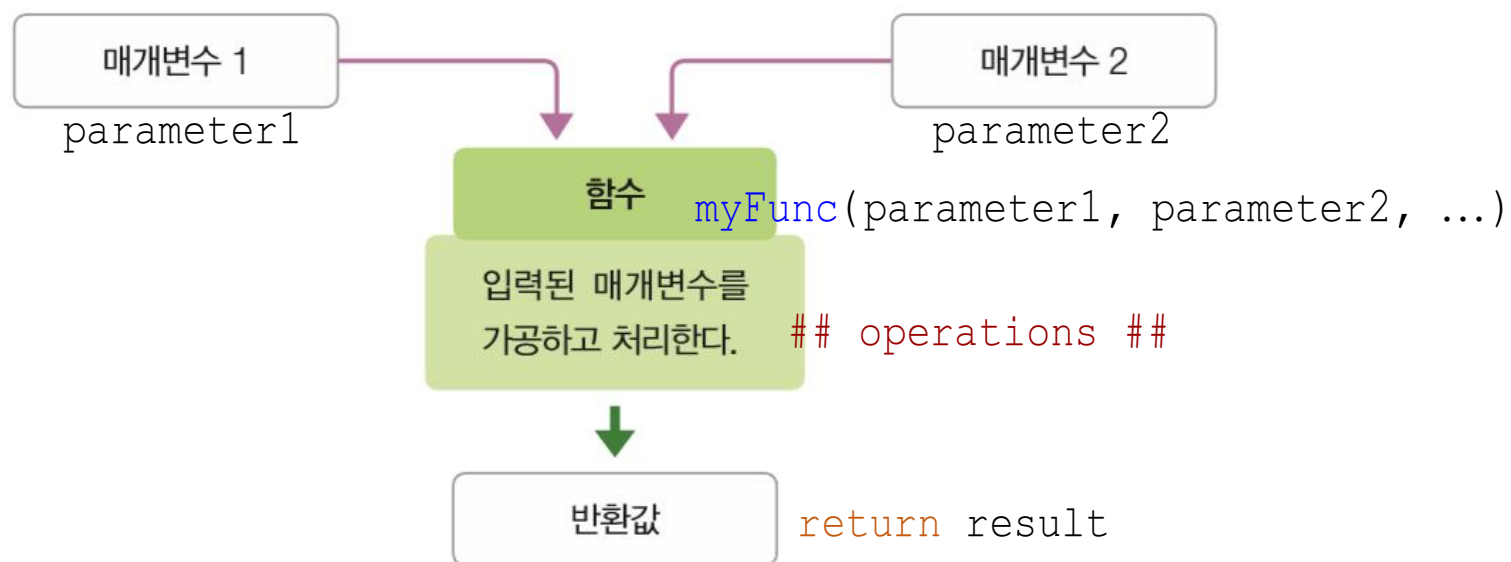 매개변수 1
매개변수 2
parameter1
parameter2
함수
myFunc(parameter1, parameter2, …)
입력된 매개변수를
가공하고 처리한다.
## operations ##
반환값
return result